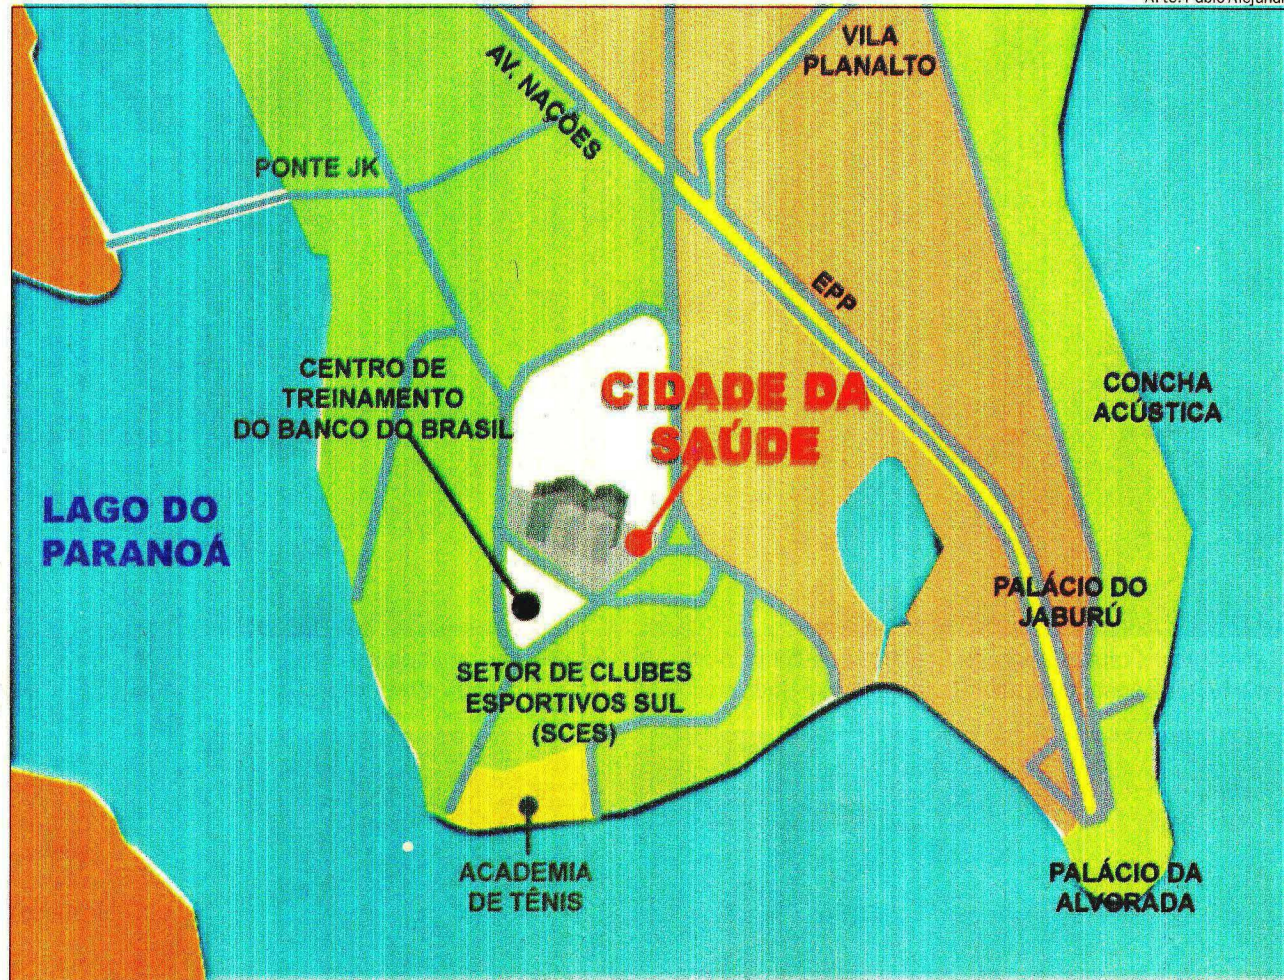 VILA
PLANALTO
AV. NAÇÕES
PONTE JK
EPP
CENTRO DE
TREINAMENTO
DO BANCO DO BRASIL
CIDADE DA
SAÚDE
CONCHA
ACÚSTICA
LAGO DO
PARANOÁ
PALÁCIO DO
JABURÚ
SETOR DE CLUBES
ESPORTIVOS SUL
(SCES)
ACADEMIA
DE TÊNIS
PALÁCIO DA
ALVORADA